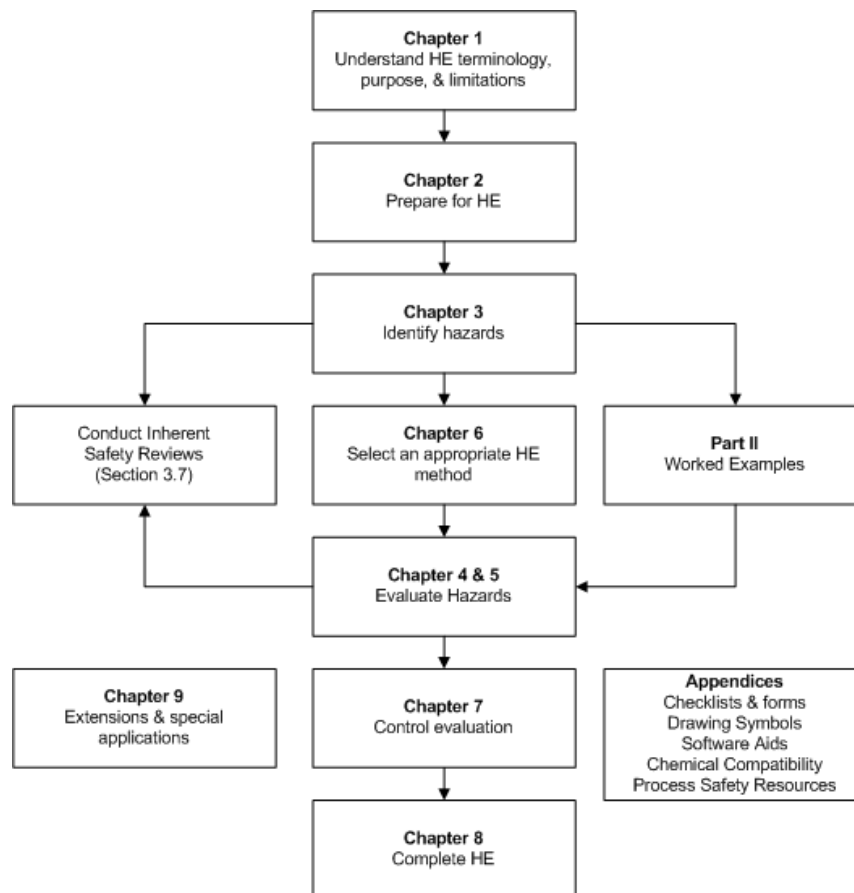 Chapter 1
Understand HE terminology,
purpose, & limitations
Chapter 2
Prepare for HE
Chapter 3
Identify hazards
Conduct Inherent
Safety Reviews
(Section 3.7)
Chapter 6
Select an appropriate HE
method
Part II
Worked Examples
Chapter 4 & 5
Evaluate Hazards
Chapter 9
Extensions & special
applications
Chapter 7
Control evaluation
Appendices
Checklists & forms
Drawing Symbols
Software Aids
Chemical Compatibility
Process Safety Resources
Chapter 8
Complete HE